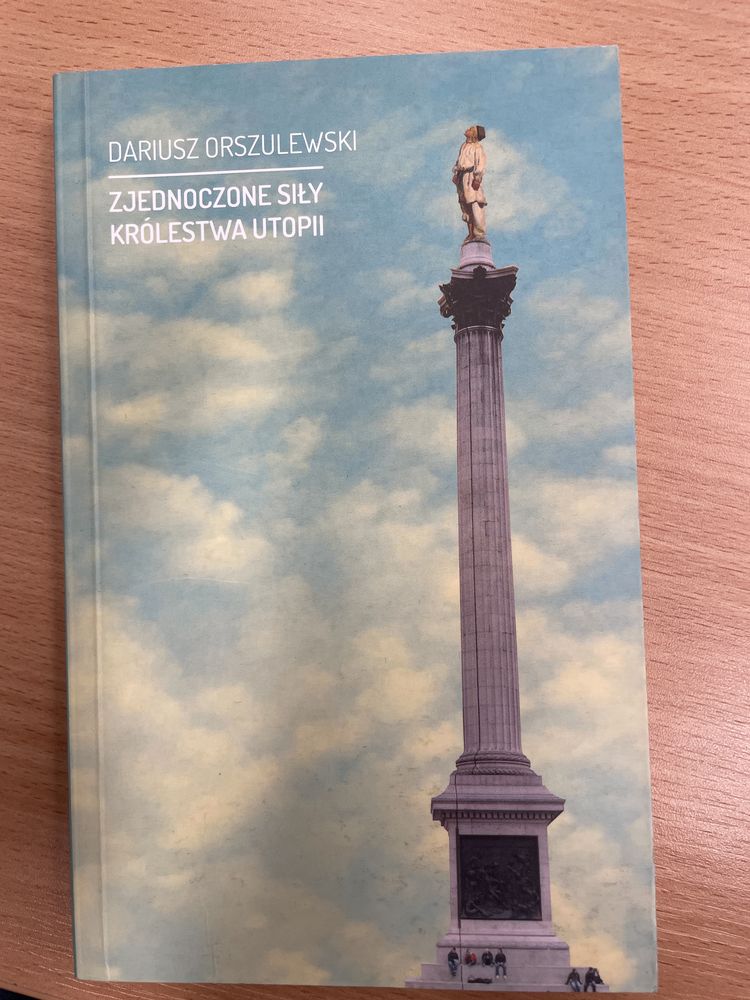 DARIUSZ ORSZULEWSKI
ZJEDNOCZONE SIŁY
KRÓLESTWA UTOPII